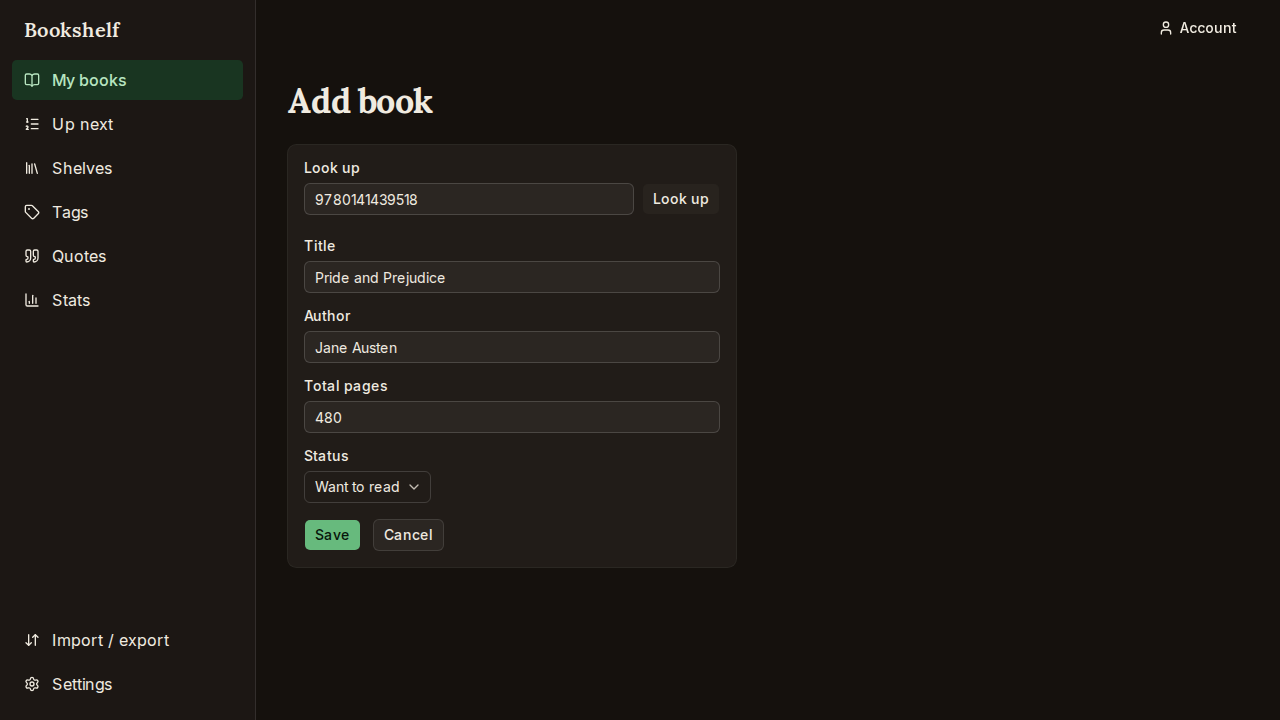 Bookshelf
My books
Up next
Shelves
Tags
Quotes
Stats
Import / export
Settings
Account
Add book
Look up
9780141439518
Look up
Title
Pride and Prejudice
Author
Jane Austen
Total pages
480
Status
Want to read
Save
Cancel